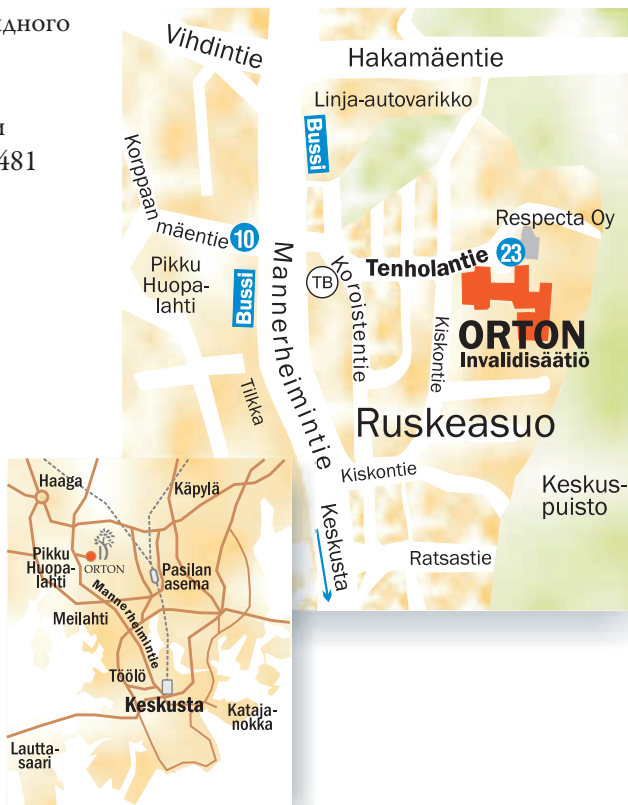 идного
и
481
Vihdintie
Hakamäentie
Linja-autovarikko
Bussi
Korppaan
mäentie
10
Respecta Oy
Tenholantie
23
Pikku
Huopa-
lahti
Bussi
Mannerheimintie
TB
Koroistentie
Kiskontie
ORTON
Invalidisäätiö
Tilkka
Ruskeasuo
Kiskontie
Keskus-
puisto
Keskusta
Ratsastie
Haaga
Käpylä
Pikku
Huopa-
lahti
ORTON
Pasilan
asema
Mannerheimintie
Meilahti
Töölö
Keskusta
Kataja-
nokka
Lautta-
saari